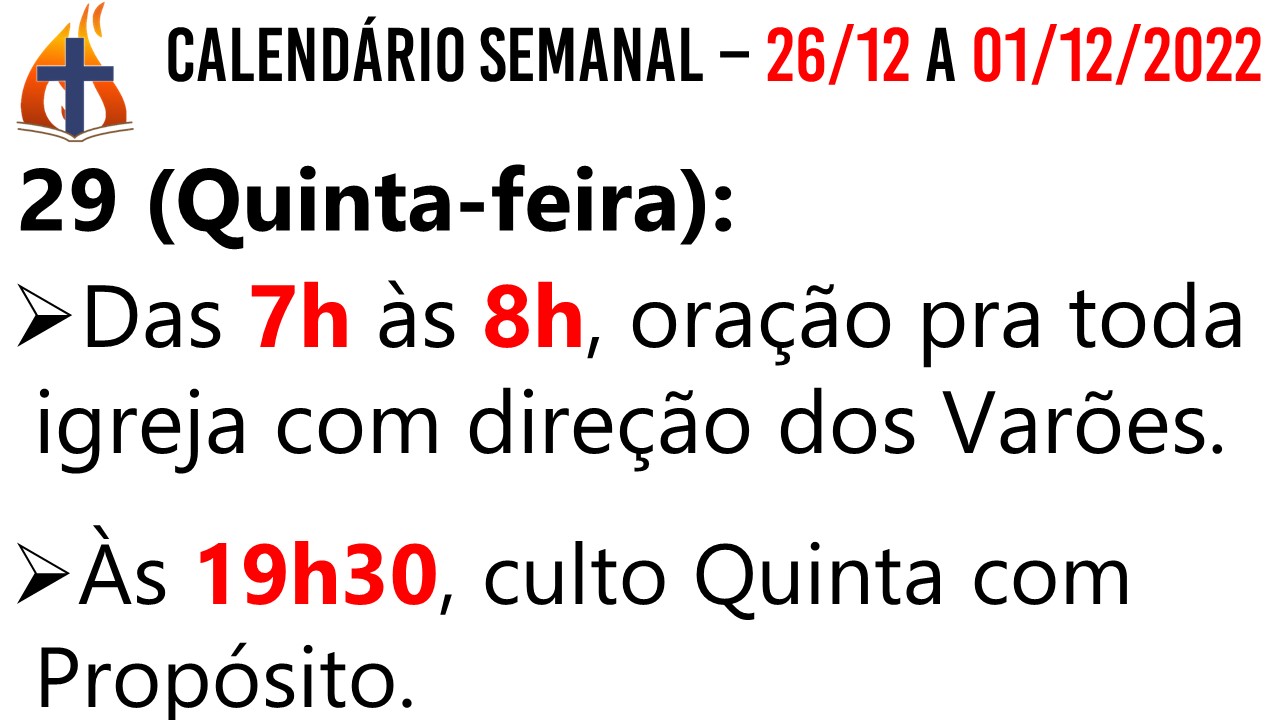 CALENDÁRIO SEMANAL – 26/12 A 01/12/2022
29 (Quinta-feira):
➢Das 7h às 8h, oração pra toda
igreja com direção dos Varões.
➢Às 19h30, culto Quinta com
Propósito.